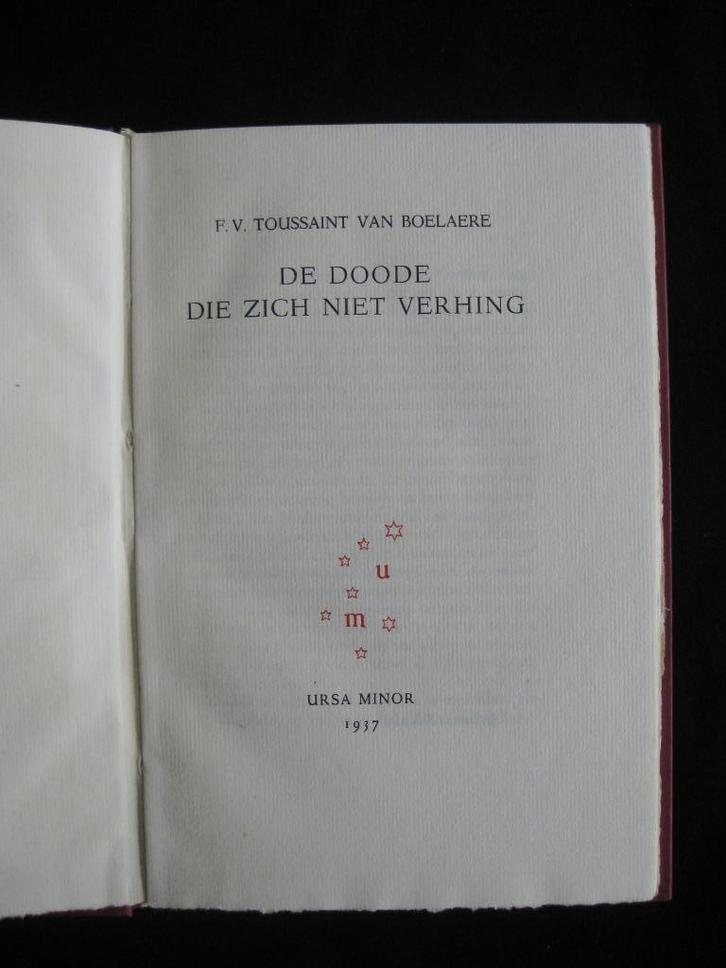 F. V. TOUSSAINT VAN BOELAERE
DE DOODE
DIE ZICH NIET VERHING
u
m
URSA MINOR
1937